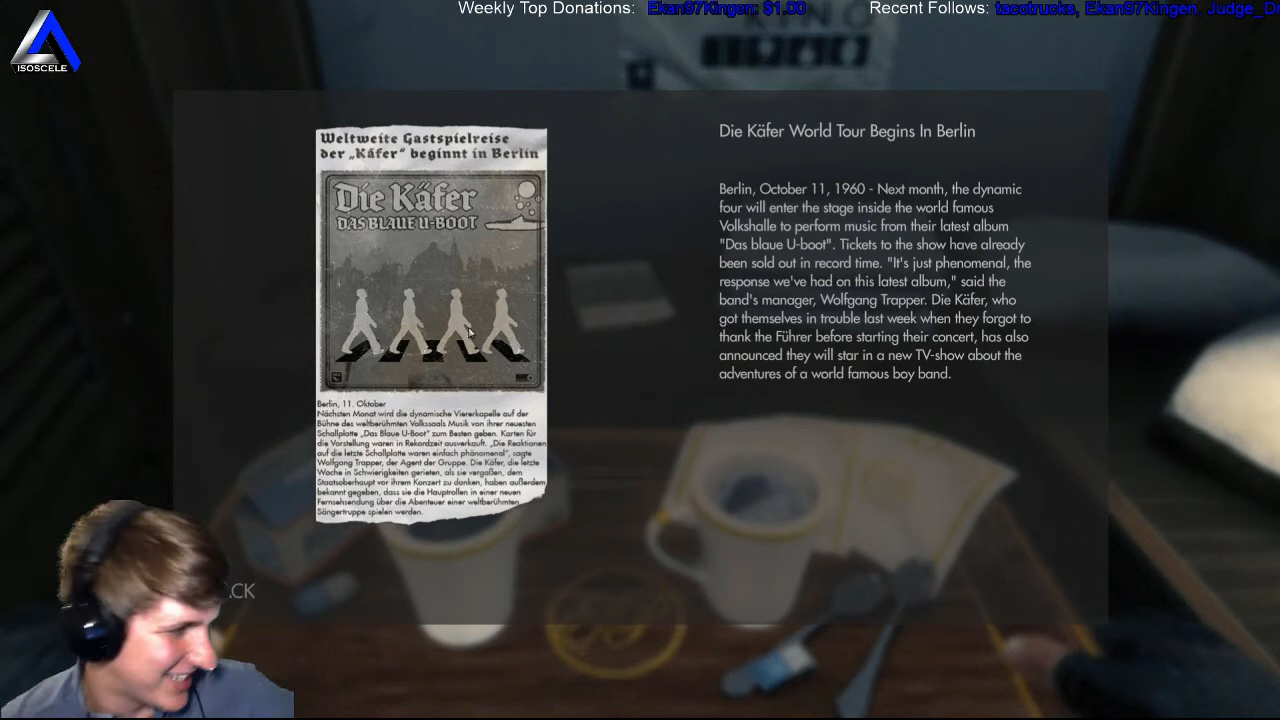 Weekly Top Donations: Ekan97Kingen: $1.00 Recent Follows: tacotrucks, Ekan97Kingen, Judge_D
ISOSCELE
Weltweite Gastspielreise
der „Käfer" beginnt in Berlin
Die Käfer
DAS BLAUE U-BOOT
Berlin, 11. Oktober
Nächsten Monat wird die dynamische Viererkapelle auf der
Bühne des weltberühmten Volkssaals Musik von ihrer neuesten
Schallplatte „Das Blaue U-Boot" zum Besten geben. Karten für
die Vorstellung waren in Rekordzeit ausverkauft. „Die Reaktionen
auf die letzte Schallplatte waren einfach phänomenal", sagte
Wolfgang Trapper, der Agent der Gruppe. Die Käfer, die letzte
Woche in Schwierigkeiten gerieten, als sie vergaßen, dem
Staatsoberhaupt vor ihrem Konzert zu danken, haben außerdem
bekannt gegeben, dass sie die Hauptrollen in einer neuen
Fernsehsendung über die Abenteuer einer weltberühmten
Sängertruppe spielen werden.
Die Käfer World Tour Begins In Berlin
Berlin, October 11, 1960 - Next month, the dynamic
four will enter the stage inside the world famous
Volkshalle to perform music from their latest album
"Das blaue U-boot". Tickets to the show have already
been sold out in record time. "It's just phenomenal, the
response we've had on this latest album," said the
band's manager, Wolfgang Trapper. Die Käfer, who
got themselves in trouble last week when they forgot to
thank the Führer before starting their concert, has also
announced they will star in a new TV-show about the
adventures of a world famous boy band.
CK